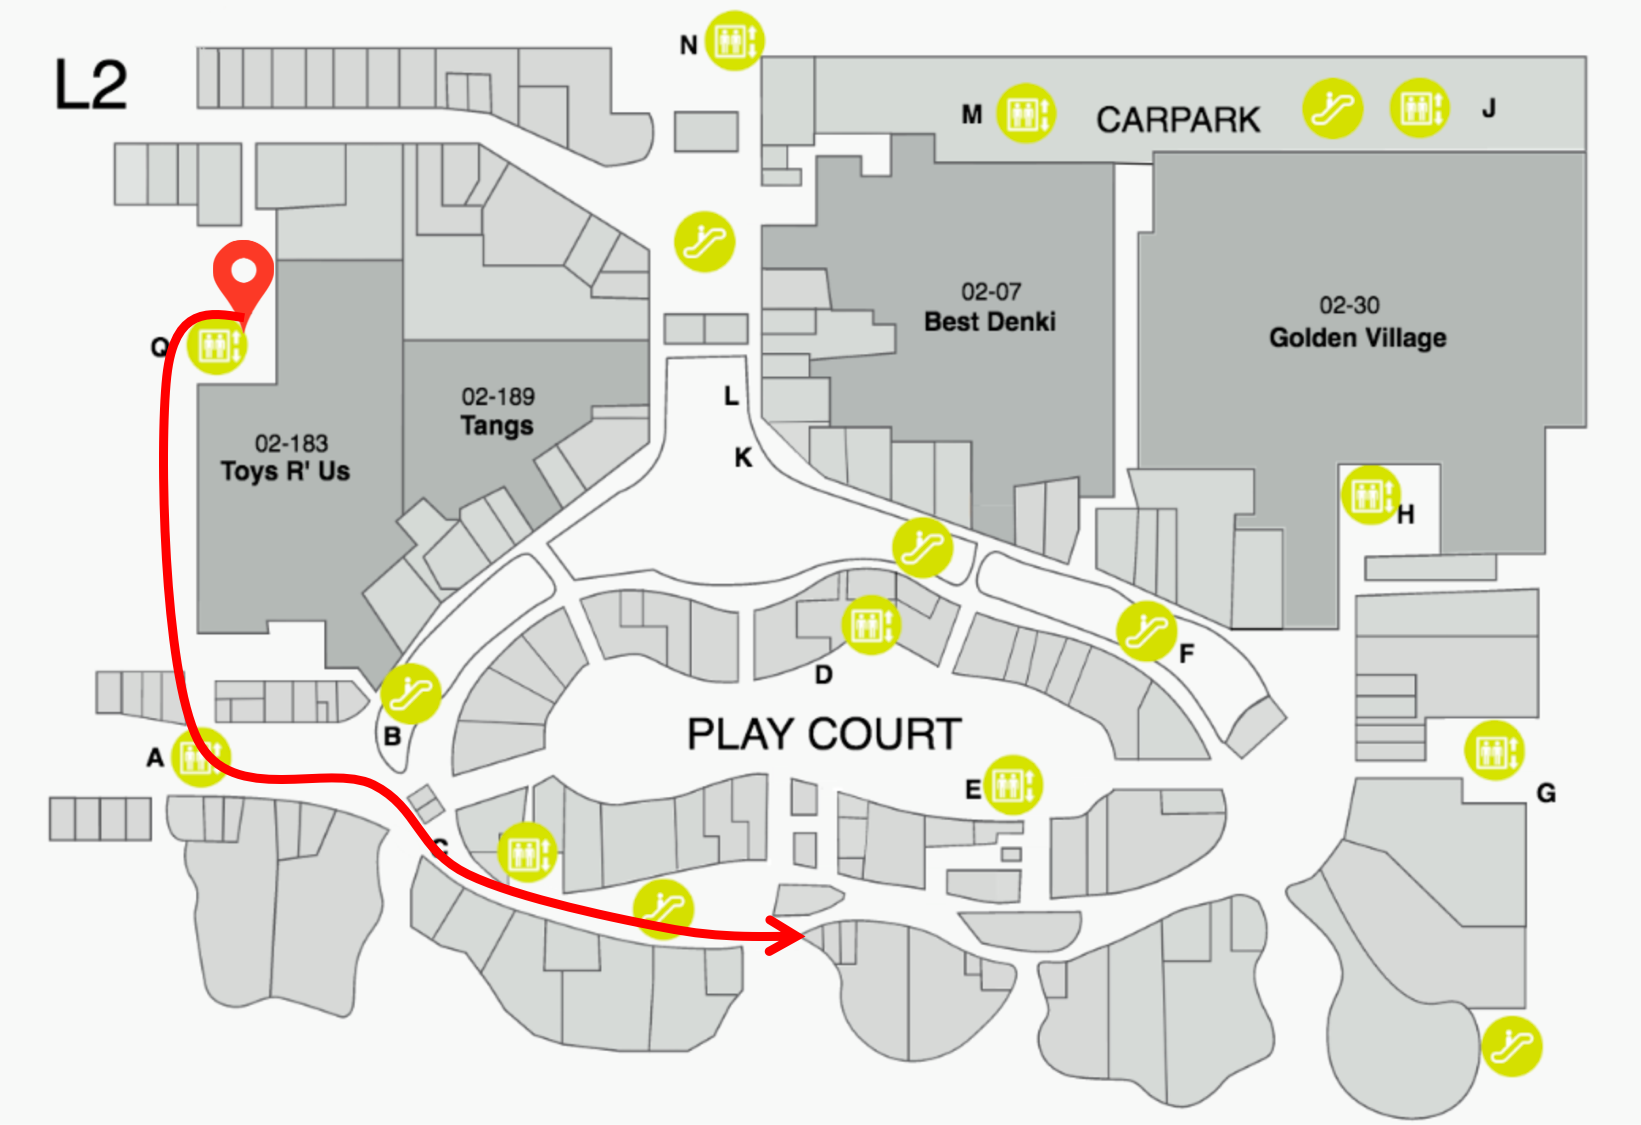 L2
N
M
CARPARK
J
Q
02-07
Best Denki
02-30
Golden Village
02-189
Tangs
L
02-183
Toys R' Us
K
H
F
D
B
PLAY COURT
A
E
G
C